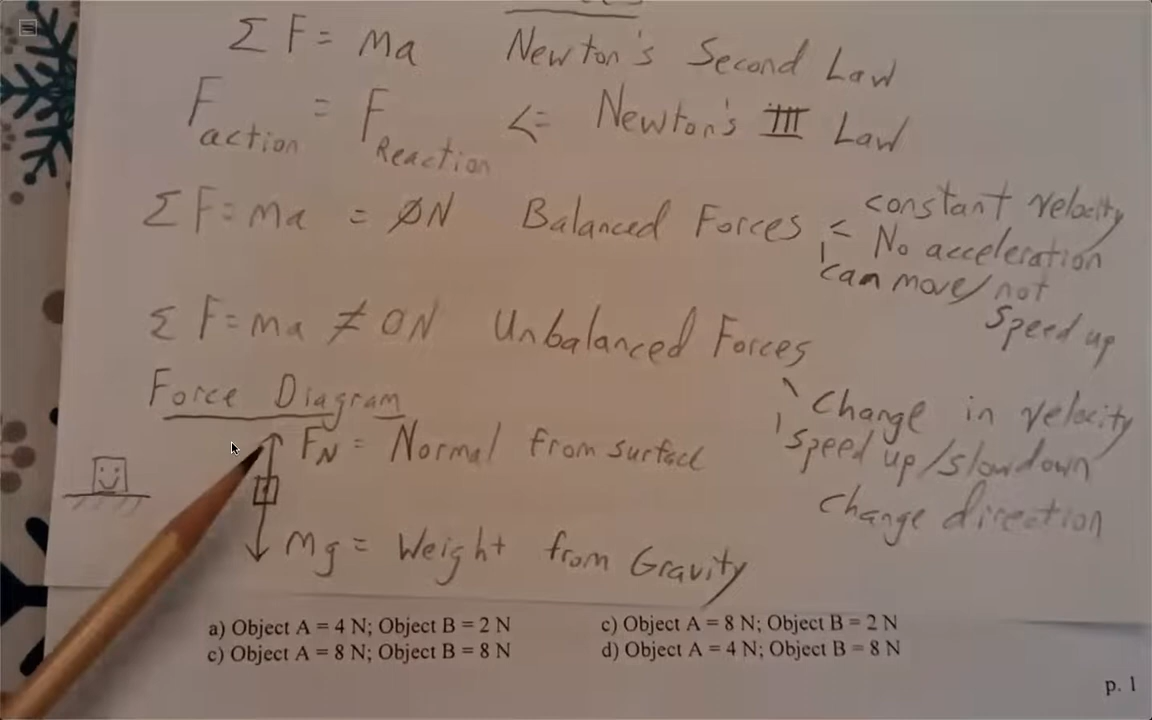 ΣF = ma Newton's Second Law
F action = F Reaction <= Newton's III Law
ΣF = ma = ∅N Balanced Forces < constant velocity
No acceleration
can move/not
speed up
ΣF = ma ≠ 0N Unbalanced Forces
Change in velocity
speed up/slowdown
change direction
Force Diagram
FN = Normal from surface
mg = Weight from Gravity
a) Object A = 4 N; Object B = 2 N
c) Object A = 8 N; Object B = 2 N
c) Object A = 8 N; Object B = 8 N
d) Object A = 4 N; Object B = 8 N
p. 1